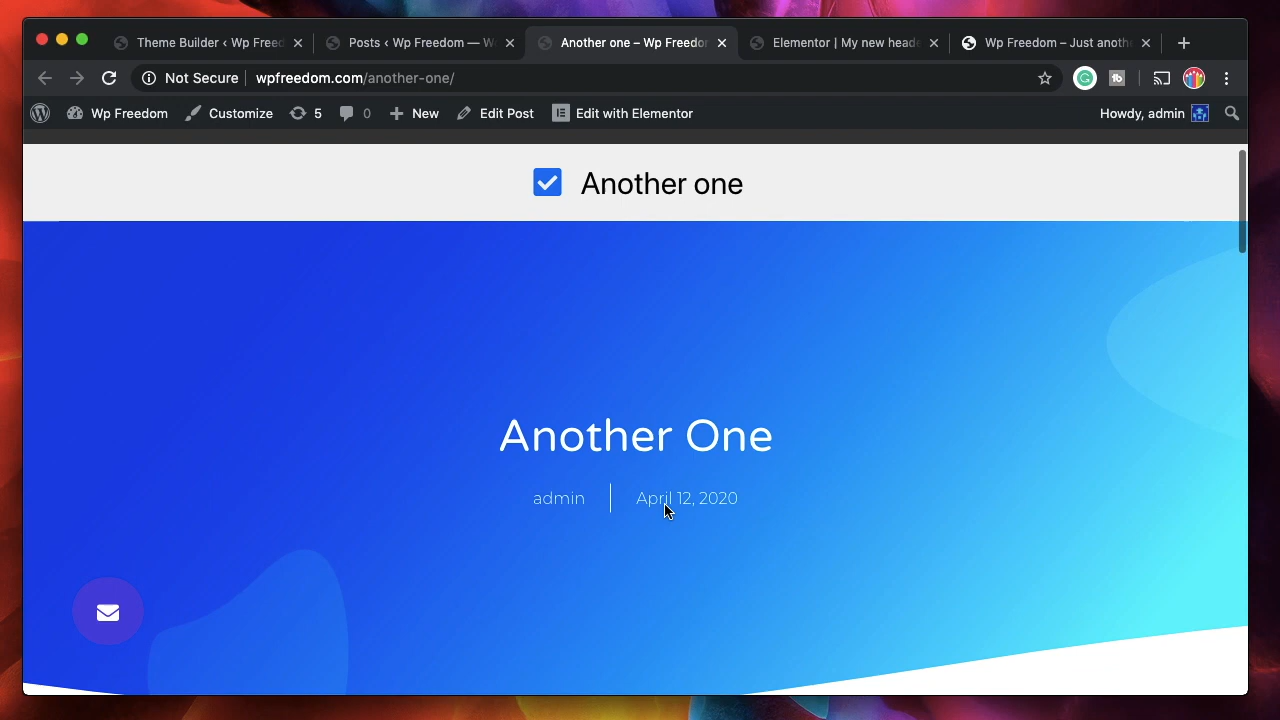 Theme Builder ‹ Wp Freed
Posts ‹ Wp Freedom — W
Another one – Wp Freedor
Elementor | My new heade
Wp Freedom – Just anoth
Not Secure
wpfreedom.com/another-one/
Wp Freedom
Customize
5
0
New
Edit Post
Edit with Elementor
Howdy, admin
Another one
Another One
admin
April 12, 2020